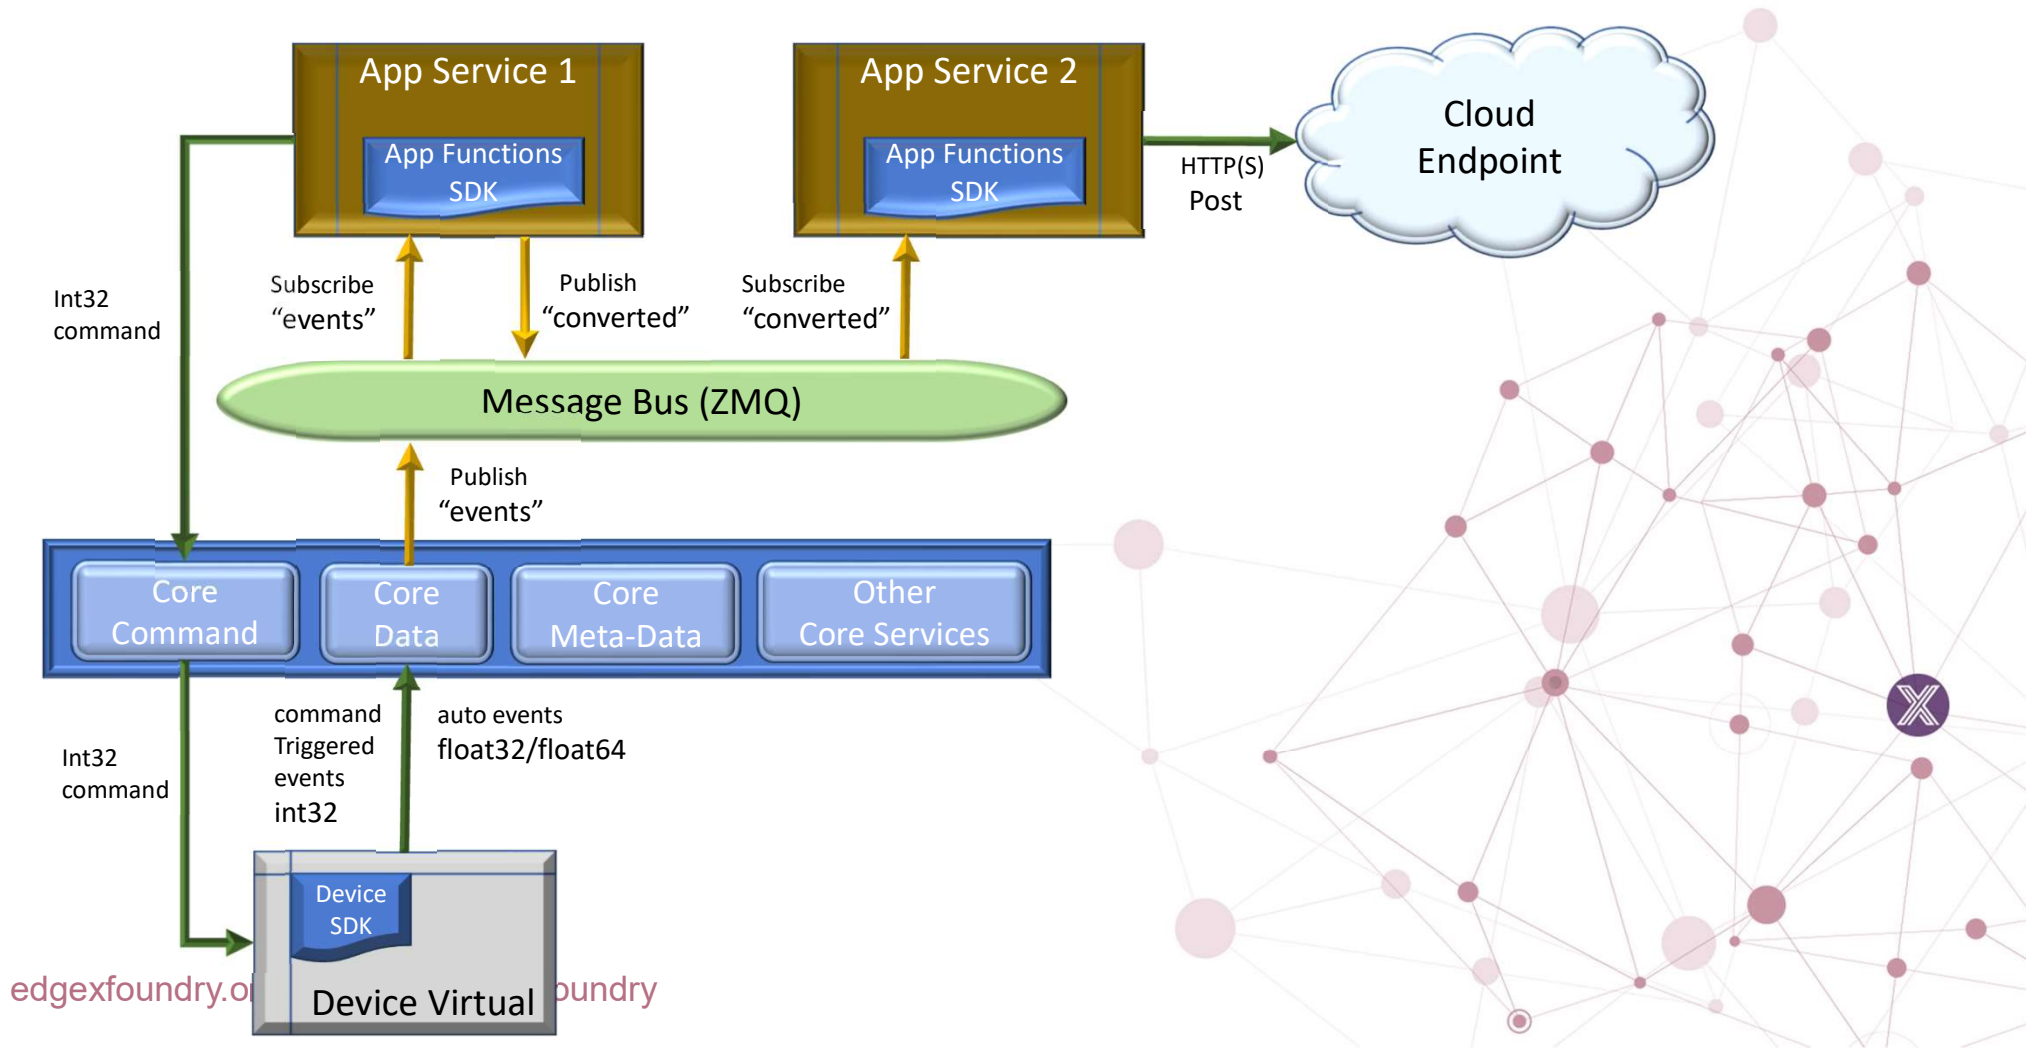 App Service 1
App Functions
SDK
App Service 2
App Functions
SDK
Cloud
Endpoint
HTTP(S)
Post
Int32
command
Subscribe
“events”
Publish
“converted”
Subscribe
“converted”
Message Bus (ZMQ)
Publish
“events”
Core
Command
Core
Data
Core
Meta-Data
Other
Core Services
Int32
command
command
Triggered
events
int32
auto events
float32/float64
Device
SDK
Device Virtual
edgexfoundry.o
oundry